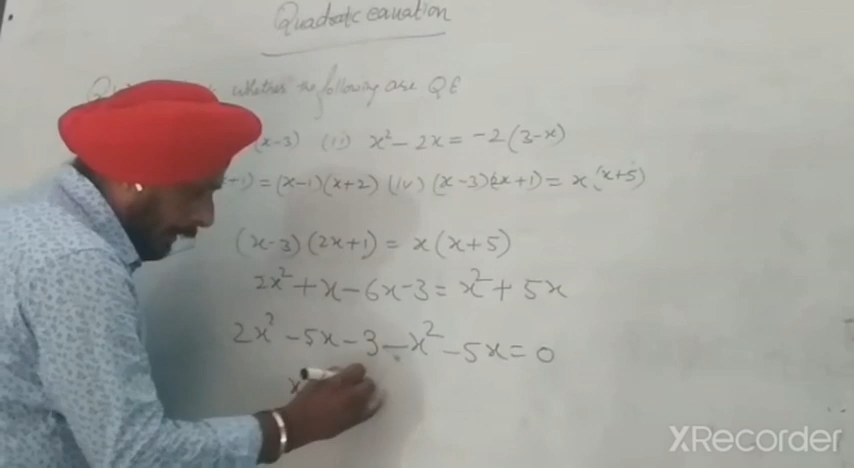 Quadratic equation
whether the following are QE
(x-3) (ii) x² - 2x = -2(3-x)
+1) = (x-1)(x+2) (iv) (x-3)(2x+1) = x(x+5)
(x-3)(2x+1) = x(x+5)
2x² + x - 6x - 3 = x² + 5x
2x² - 5x - 3 - x² - 5x = 0
x
XRecorder